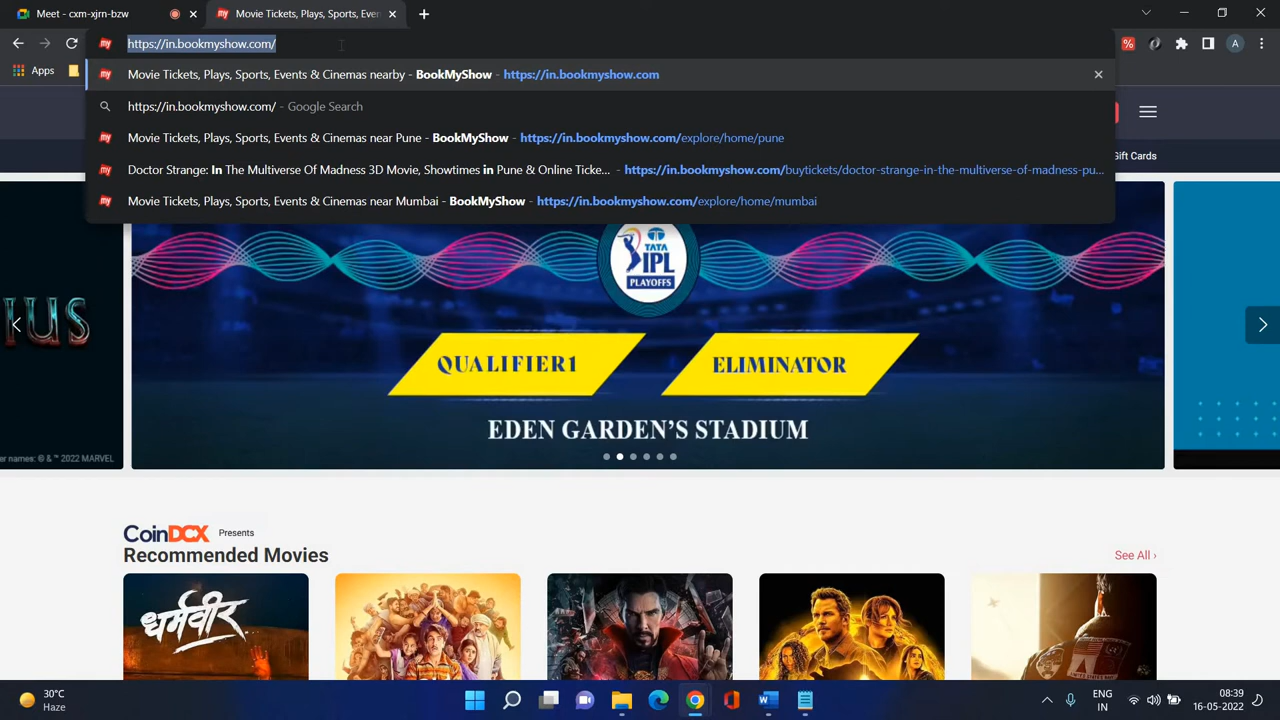 Meet - cxm-xjrn-bzw
Movie Tickets, Plays, Sports, Even
https://in.bookmyshow.com/
Apps
Movie Tickets, Plays, Sports, Events & Cinemas nearby - BookMyShow - https://in.bookmyshow.com
https://in.bookmyshow.com/ - Google Search
Movie Tickets, Plays, Sports, Events & Cinemas near Pune - BookMyShow - https://in.bookmyshow.com/explore/home/pune
Doctor Strange: In The Multiverse Of Madness 3D Movie, Showtimes in Pune & Online Ticke... - https://in.bookmyshow.com/buytickets/doctor-strange-in-the-multiverse-of-madness-pu...
Movie Tickets, Plays, Sports, Events & Cinemas near Mumbai - BookMyShow - https://in.bookmyshow.com/explore/home/mumbai
Gift Cards
TATA
IPL
PLAYOFFS
QUALIFIER1 ELIMINATOR
EDEN GARDEN'S STADIUM
IUS
er names: © & ™ 2022 MARVEL
CoinDCX Presents
Recommended Movies
See All ›
धर्मवीर
30°C
Haze
ENG
IN
08:39
16-05-2022